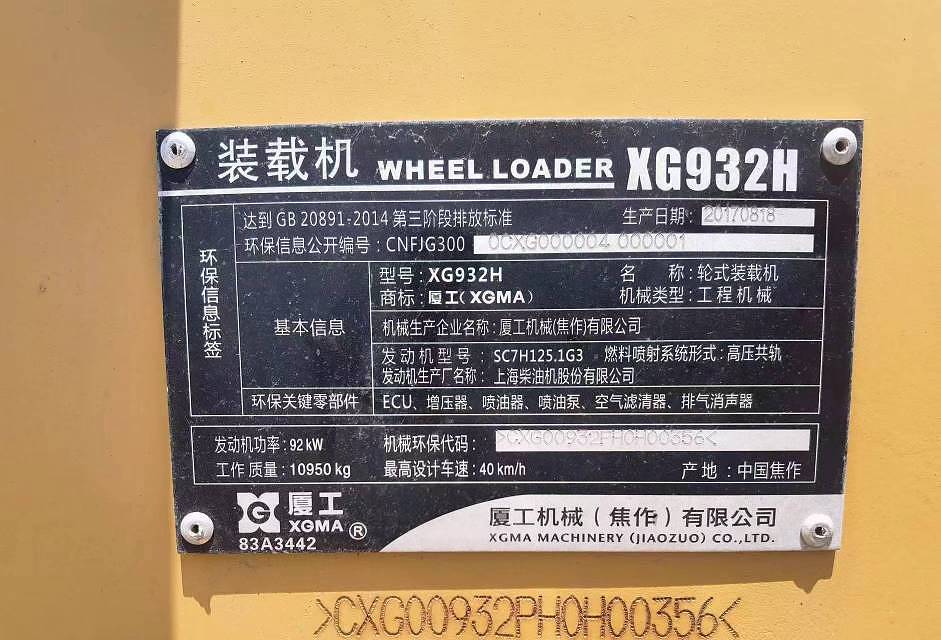 装载机 WHEEL LOADER XG932H
达到 GB 20891-2014 第三阶段排放标准 生产日期: 20170818
环保信息公开编号: CNFJG300 0CXG000004 000001
环保信息标签
基本信息
型号: XG932H 名 称: 轮式装载机
商标: 厦工(XGMA) 机械类型: 工程机械
机械生产企业名称: 厦工机械(焦作)有限公司
发动机型号: SC7H125.1G3 燃料喷射系统形式: 高压共轨
发动机生产厂名称: 上海柴油机股份有限公司
环保关键零部件 ECU、增压器、喷油器、喷油泵、空气滤清器、排气消声器
发动机功率: 92kW 机械环保代码: >CXG00932PH0H00356<
工作质量: 10950kg 最高设计车速: 40km/h 产地: 中国焦作
厦工
XGMA ®
83A3442
厦工机械(焦作)有限公司
XGMA MACHINERY (JIAOZUO) CO.,LTD.
>CXG00932PH0H00356<